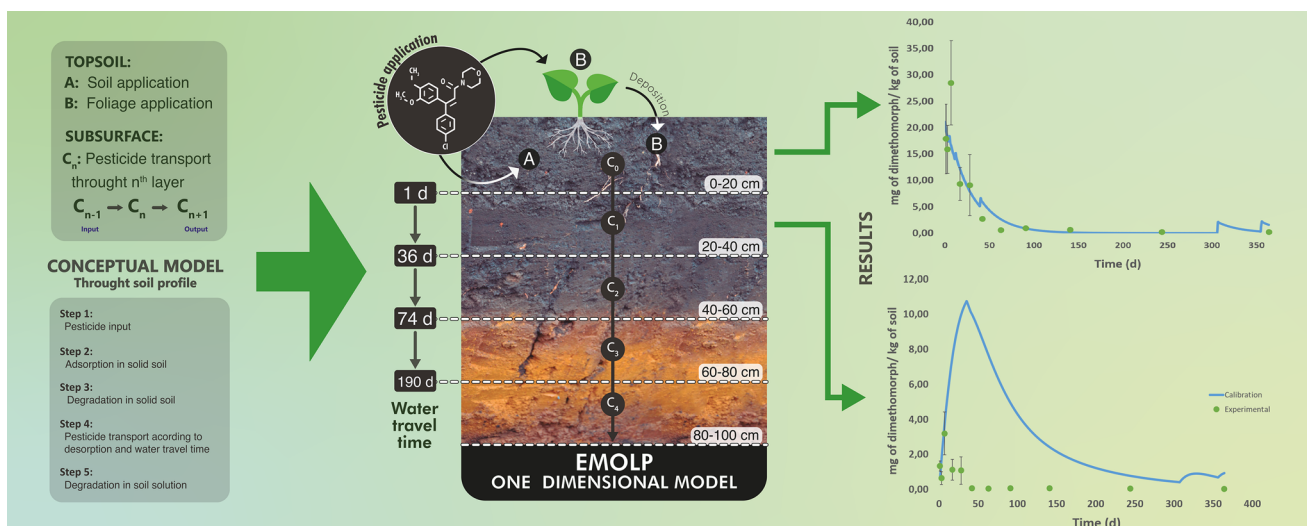 TOPSOIL:
A: Soil application
B: Foliage application
SUBSURFACE:
Cn: Pesticide transport
throught nth layer
Cn-1 → Cn → Cn+1
Input
Output
CONCEPTUAL MODEL
Throught soil profile
Step 1:
Pesticide input
Step 2:
Adsorption in solid soil
Step 3:
Degradation in solid soil
Step 4:
Pesticide transport acording to
desorption and water travel time
Step 5:
Degradation in soil solution
Pesticide application
CH3
H3C
O
O
N
O
Cl
B
Deposition
A
B
C0
C1
C2
C3
C4
0-20 cm
20-40 cm
40-60 cm
60-80 cm
80-100 cm
1 d
36 d
74 d
190 d
Water
travel
time
EMOLP
ONE DIMENSIONAL MODEL
RESULTS
mg of dimethomorph/ kg of soil
40,00
35,00
30,00
25,00
20,00
15,00
10,00
5,00
0,00
0 50 100 150 200 250 300 350
Time (d)
mg of dimethomorph/ kg of soil
12,00
10,00
8,00
6,00
4,00
2,00
0,00
0 50 100 150 200 250 300 350 400
Time (d)
Calibration
Experimental